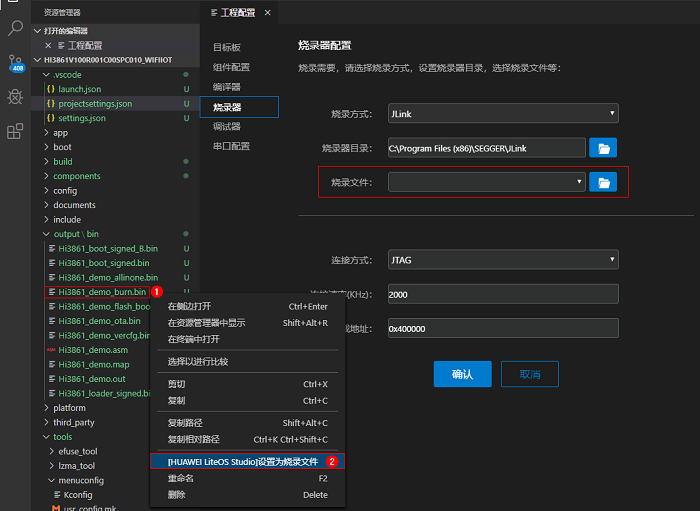 资源管理器
打开的编辑器
工程配置
HI3861V100R001C00SPC010_WIFIIOT
.vscode
launch.json U
projectsettings.json U
settings.json U
app
boot
build
components
config
documents
include
output \ bin
Hi3861_boot_signed_B.bin U
Hi3861_boot_signed.bin U
Hi3861_demo_allinone.bin U
Hi3861_demo_burn.bin U
Hi3861_demo_flash_boo
Hi3861_demo_ota.bin
Hi3861_demo_vercfg.bin
Hi3861_demo.asm
Hi3861_demo.map
Hi3861_demo.out
Hi3861_loader_signed.bi
platform
third_party
tools
efuse_tool
lzma_tool
menuconfig
Kconfig
usr_config.mk
408
1
在侧边打开 Ctrl+Enter
在资源管理器中显示 Shift+Alt+R
在终端中打开
选择以进行比较
剪切 Ctrl+X
复制 Ctrl+C
复制路径 Shift+Alt+C
复制相对路径 Ctrl+K Ctrl+Shift+C
[HUAWEI LiteOS Studio]设置为烧录文件 2
重命名 F2
删除 Delete
工程配置
目标板
组件配置
编译器
烧录器
调试器
串口配置
烧录器配置
烧录需要，请选择烧录方式，设置烧录器目录，选择烧录文件等：
烧录方式： JLink
烧录器目录： C:\Program Files (x86)\SEGGER\JLink
烧录文件：
连接方式： JTAG
(KHz)： 2000
地址： 0x400000
确认
取消